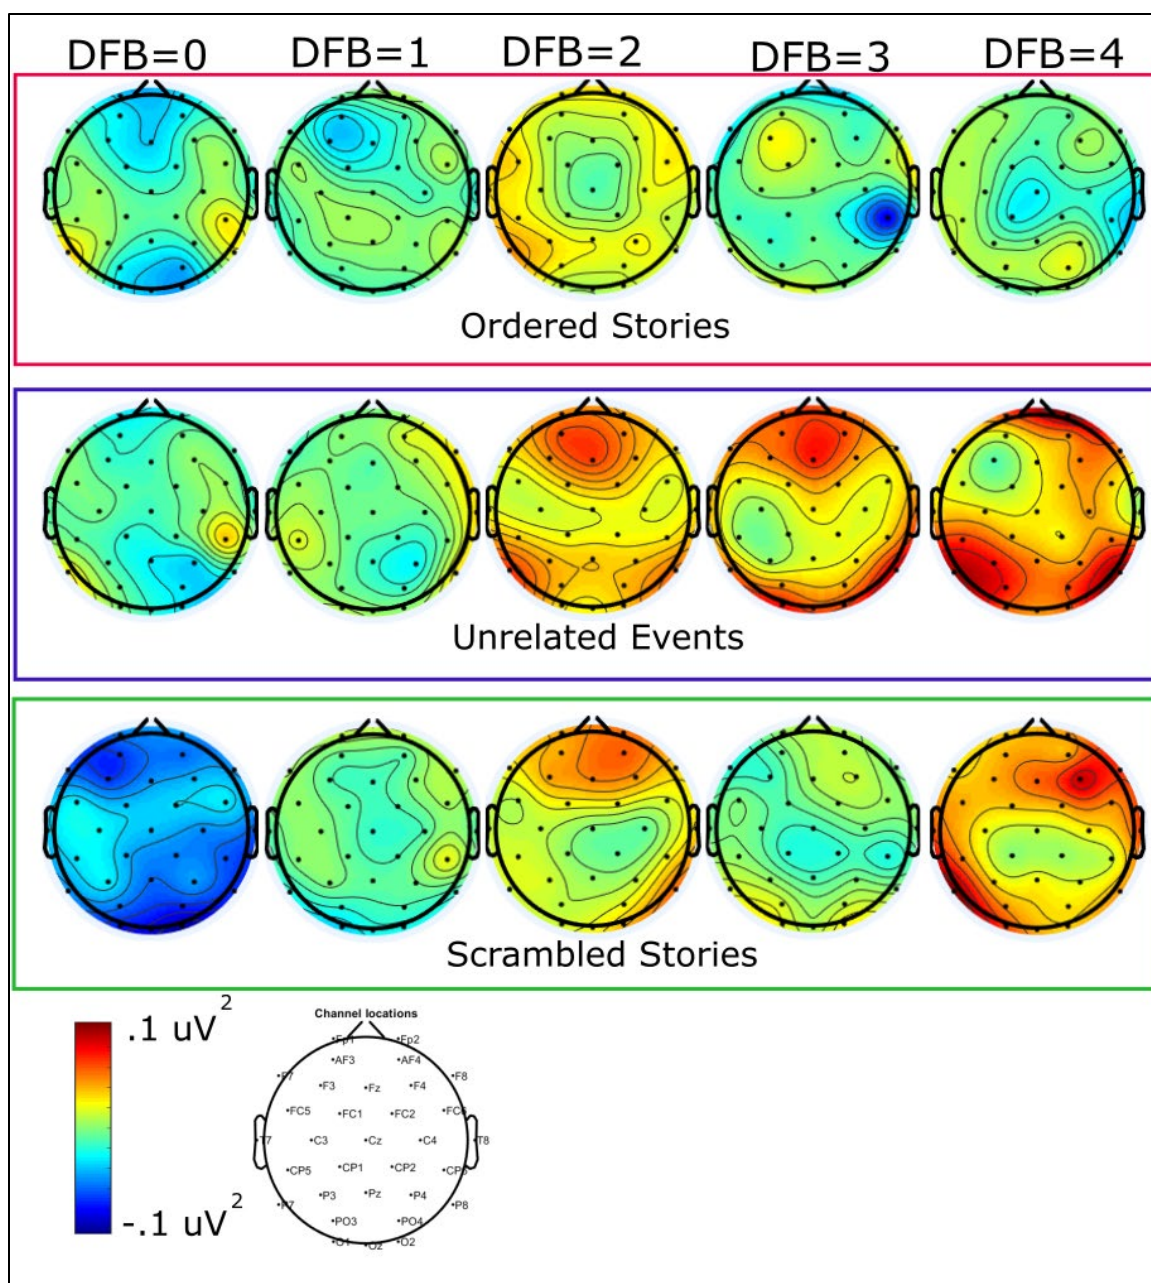 DFB=0 DFB=1 DFB=2 DFB=3 DFB=4
Ordered Stories
Unrelated Events
Scrambled Stories
.1 uV²
-.1 uV²
Channel locations
Fp1 Fp2
AF3 AF4
F7 F8
F3 Fz F4
FC5 FC1 FC2 FC6
T7 C3 Cz C4 T8
CP5 CP1 CP2 CP6
P3 Pz P4
P7 P8
PO3 PO4
O1 Oz O2